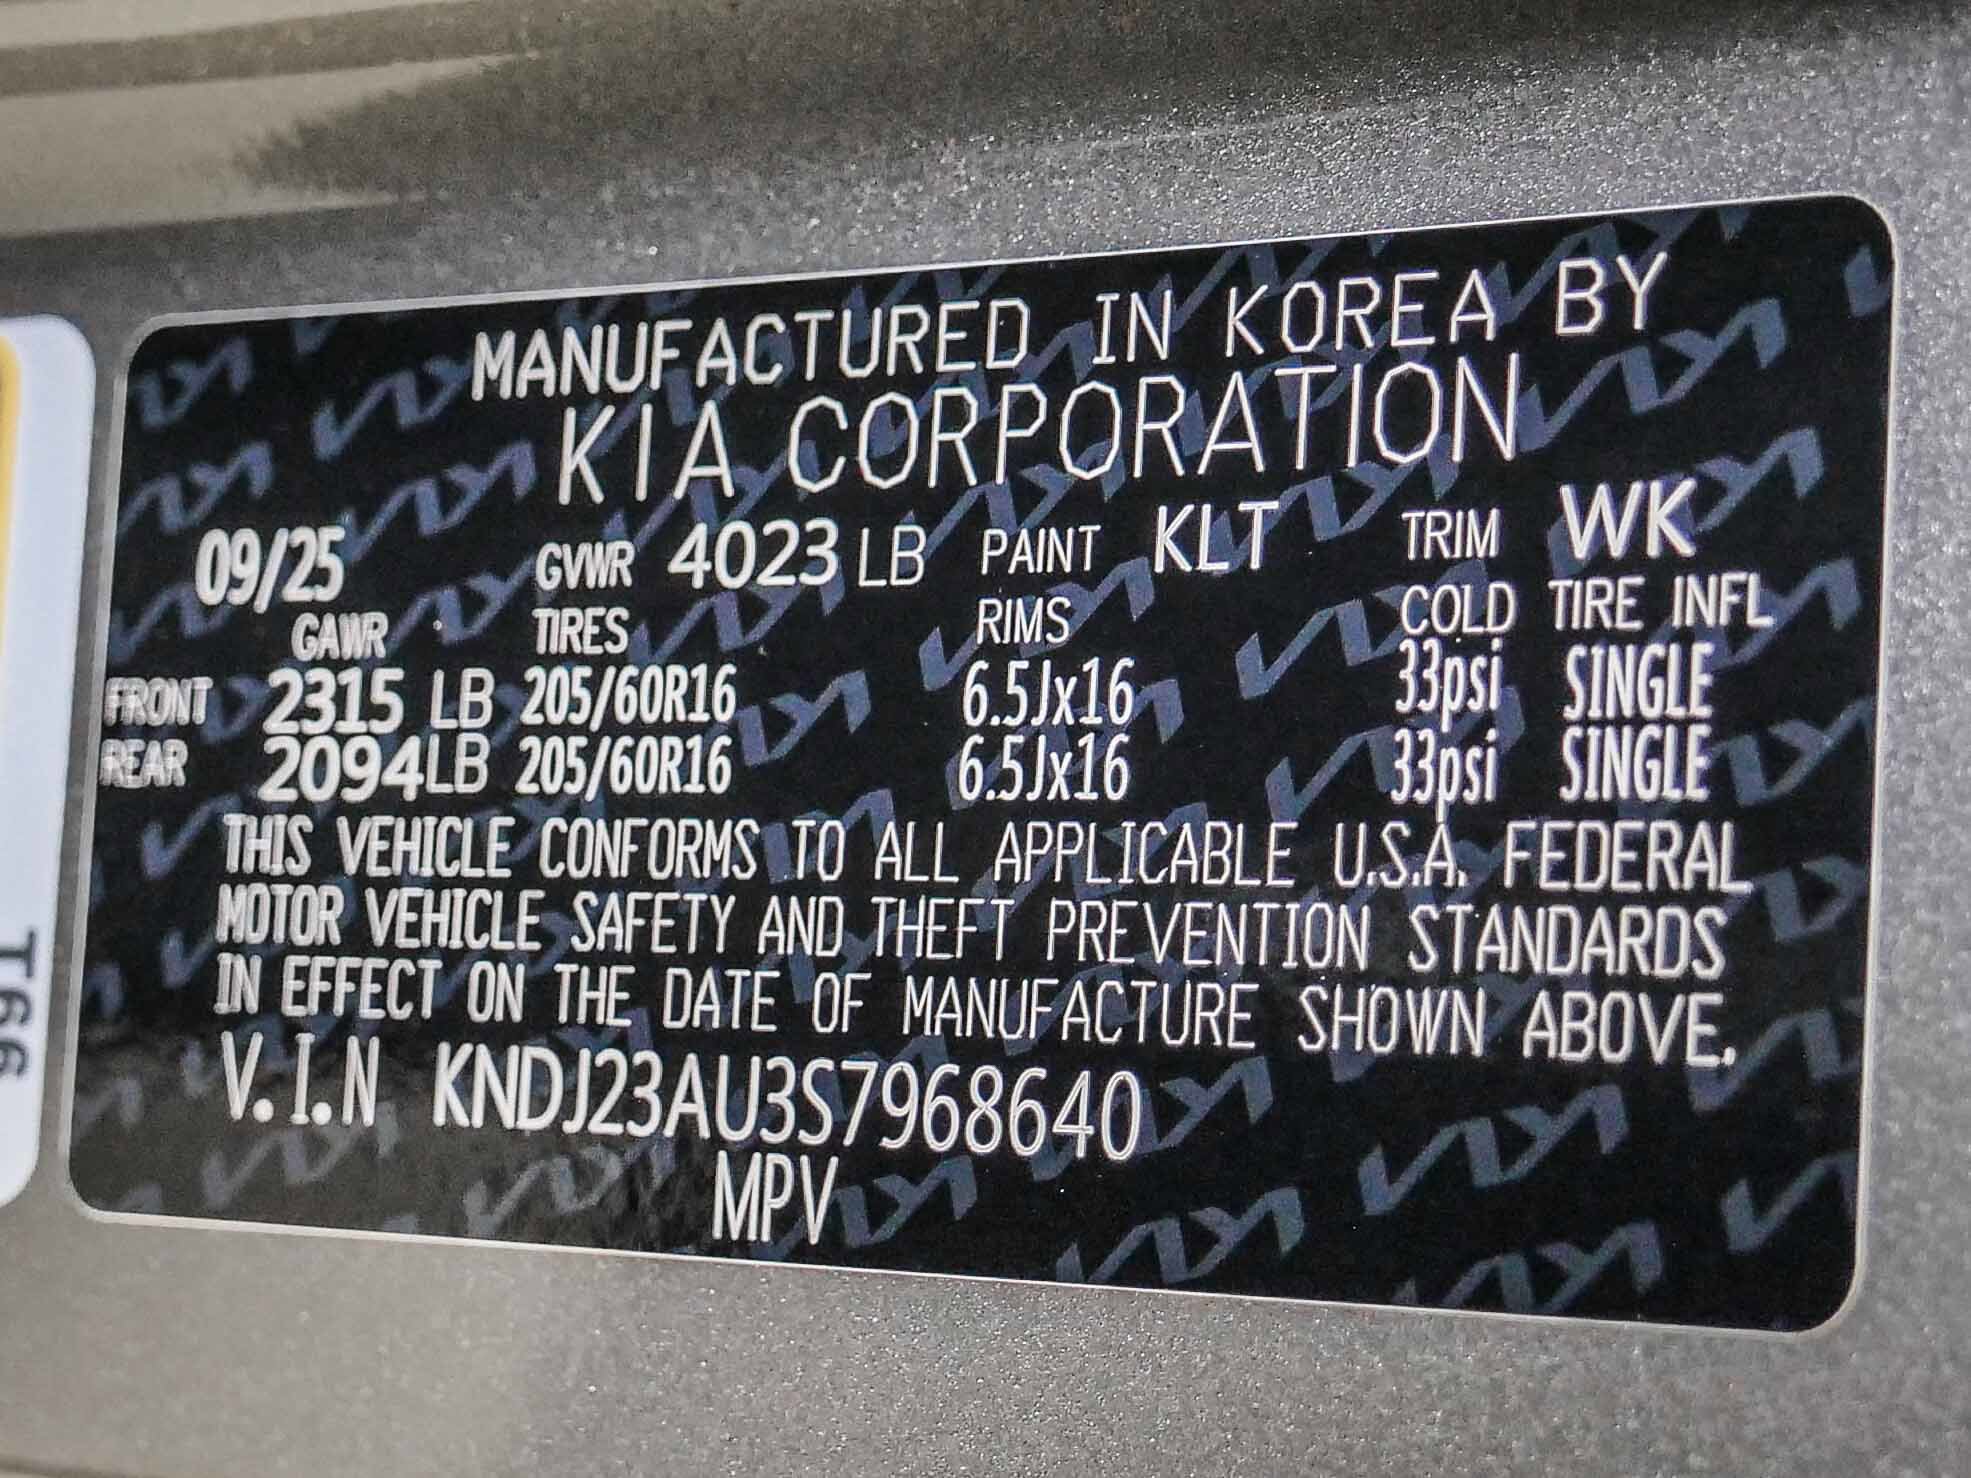 MANUFACTURED IN KOREA BY
KIA CORPORATION
09/25 GVWR 4023 LB PAINT KLT TRIM WK
GAWR TIRES RIMS COLD TIRE INFL
FRONT 2315 LB 205/60R16 6.5Jx16 33psi SINGLE
REAR 2094LB 205/60R16 6.5Jx16 33psi SINGLE
THIS VEHICLE CONFORMS TO ALL APPLICABLE U.S.A. FEDERAL
MOTOR VEHICLE SAFETY AND THEFT PREVENTION STANDARDS
IN EFFECT ON THE DATE OF MANUFACTURE SHOWN ABOVE.
V.I.N KNDJ23AU3S7968640
MPV